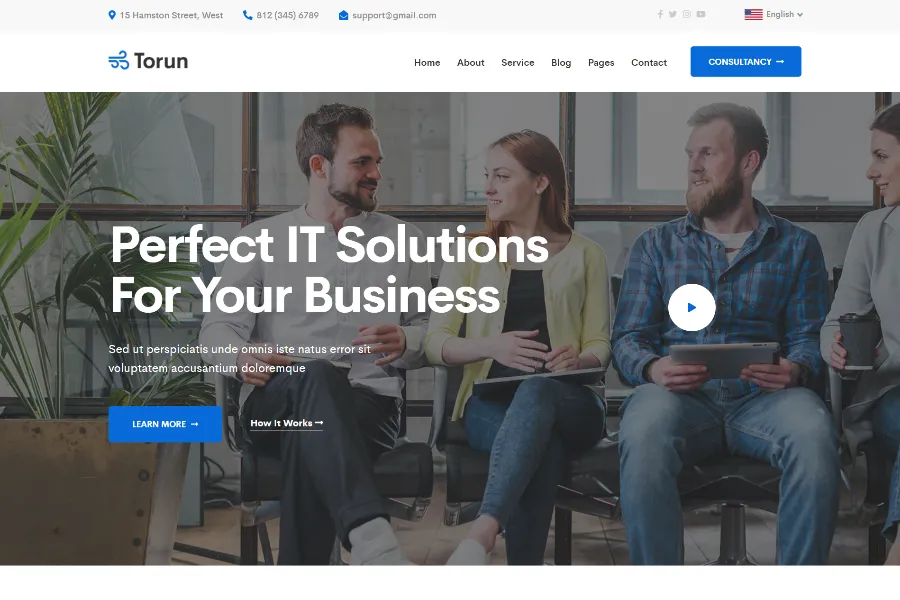 15 Hamston Street, West 812 (345) 6789 support@gmail.com English
Torun Home About Service Blog Pages Contact CONSULTANCY
Perfect IT Solutions
For Your Business
Sed ut perspiciatis unde omnis iste natus error sit
voluptatem accusantium doloremque
LEARN MORE How It Works